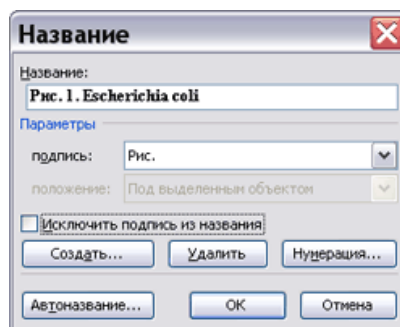 Название
Название:
Рис. 1. Escherichia coli
Параметры
подпись: Рис.
положение: Под выделенным объектом
Исключить подпись из названия
Создать... Удалить Нумерация...
Автоназвание... ОК Отмена